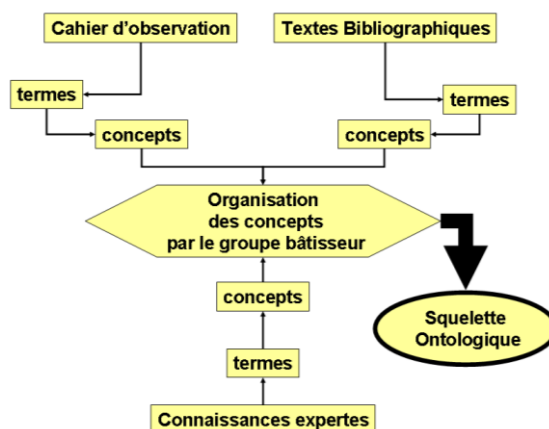 Cahier d'observation
Textes Bibliographiques
termes
termes
concepts
concepts
Organisation
des concepts
par le groupe bâtisseur
concepts
Squelette
Ontologique
termes
Connaissances expertes